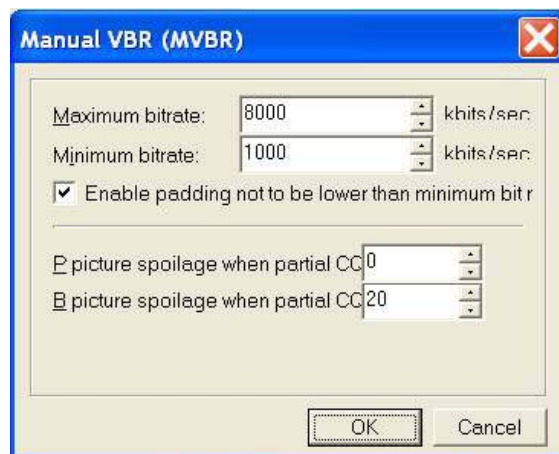 Manual VBR (MVBR)
Maximum bitrate: 8000 kbits/sec
Minimum bitrate: 1000 kbits/sec
Enable padding not to be lower than minimum bit r
P picture spoilage when partial CC 0
B picture spoilage when partial CC 20
OK Cancel